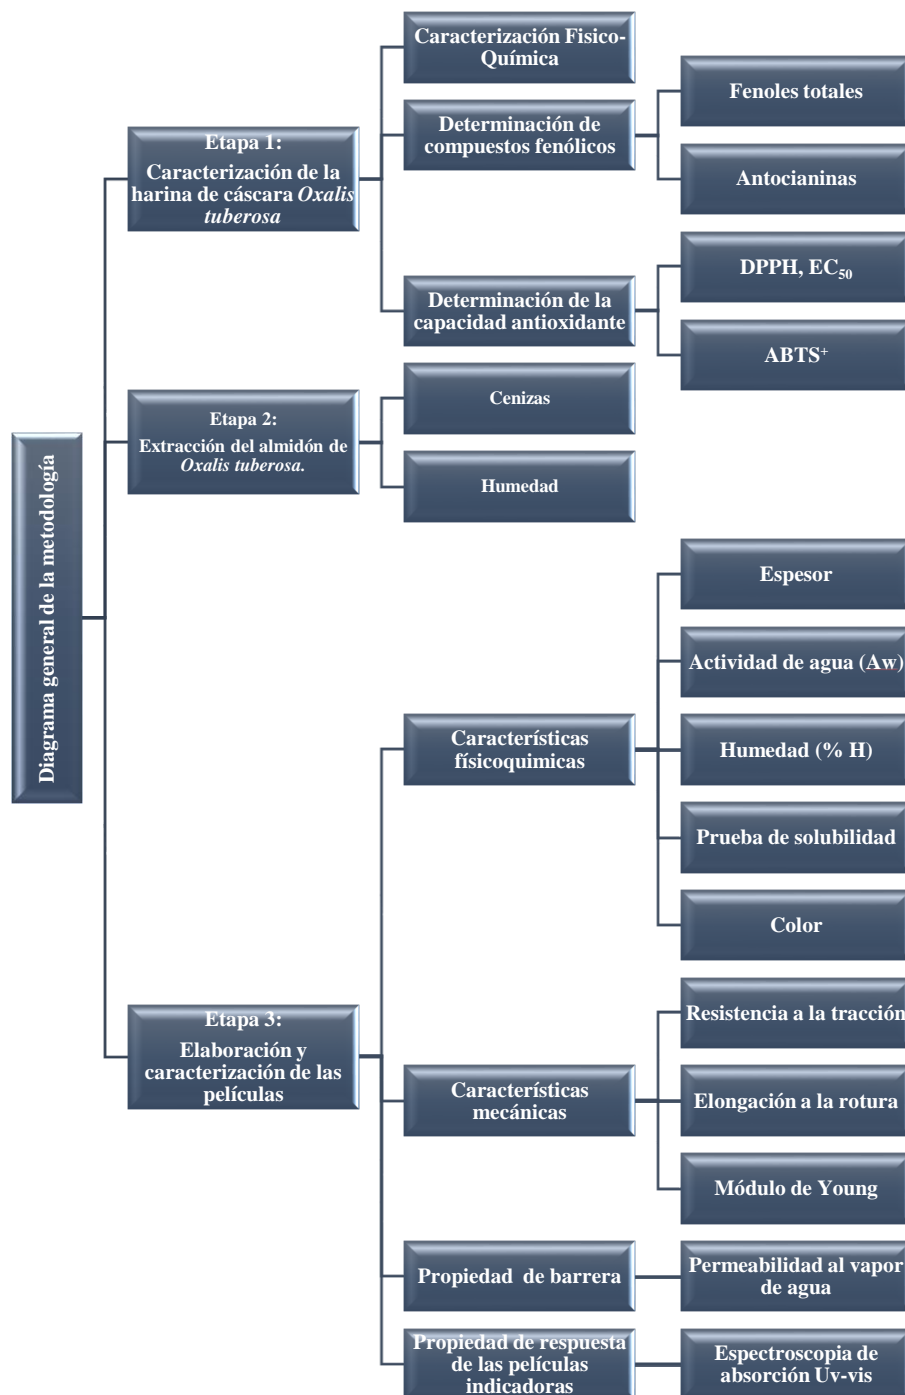 Diagrama general de la metodología
Etapa 1:
Caracterización de la
harina de cáscara Oxalis
tuberosa
Caracterización Fisico-
Química
Determinación de
compuestos fenólicos
Fenoles totales
Antocianinas
Determinación de la
capacidad antioxidante
DPPH, EC₅₀
ABTS⁺
Etapa 2:
Extracción del almidón de
Oxalis tuberosa.
Cenizas
Humedad
Etapa 3:
Elaboración y
caracterización de las
películas
Características
físicoquimicas
Espesor
Actividad de agua (Aw)
Humedad (% H)
Prueba de solubilidad
Color
Características
mecánicas
Resistencia a la tracción
Elongación a la rotura
Módulo de Young
Propiedad de barrera
Permeabilidad al vapor
de agua
Propiedad de respuesta
de las películas
indicadoras
Espectroscopia de
absorción Uv-vis